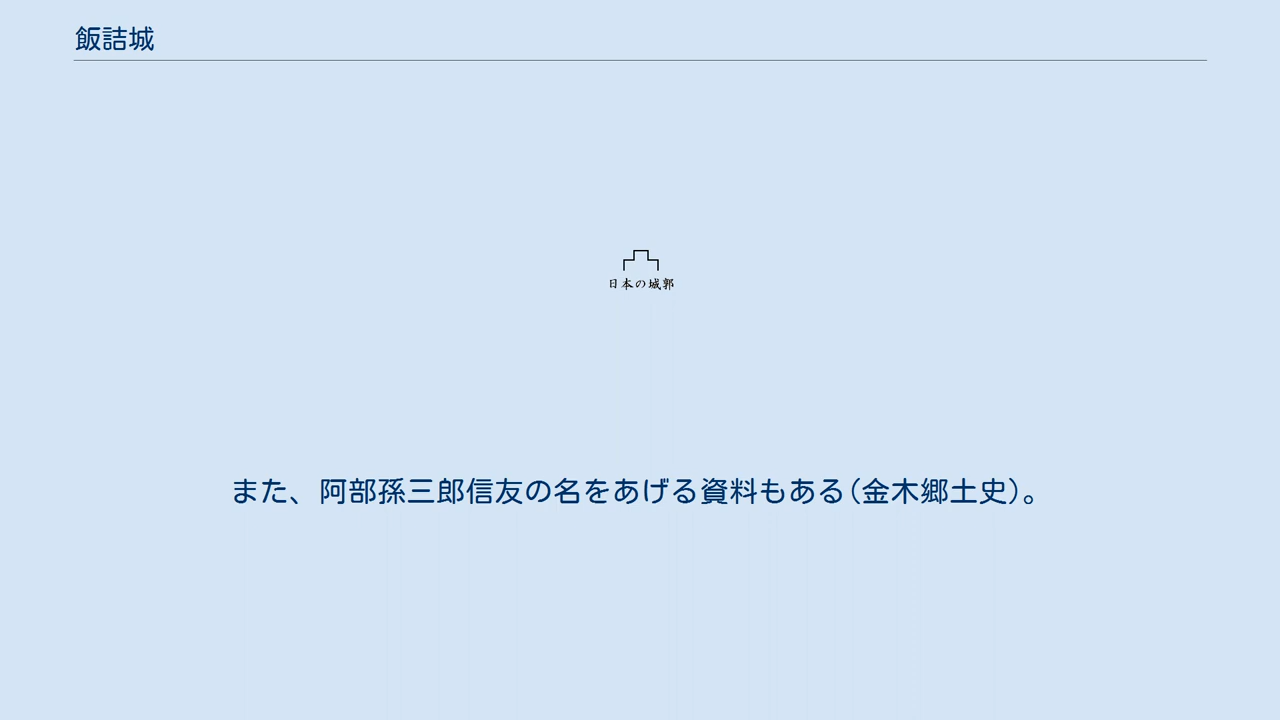 飯詰城
日本の城郭
また、阿部孫三郎信友の名をあげる資料もある（金木郷土史）。